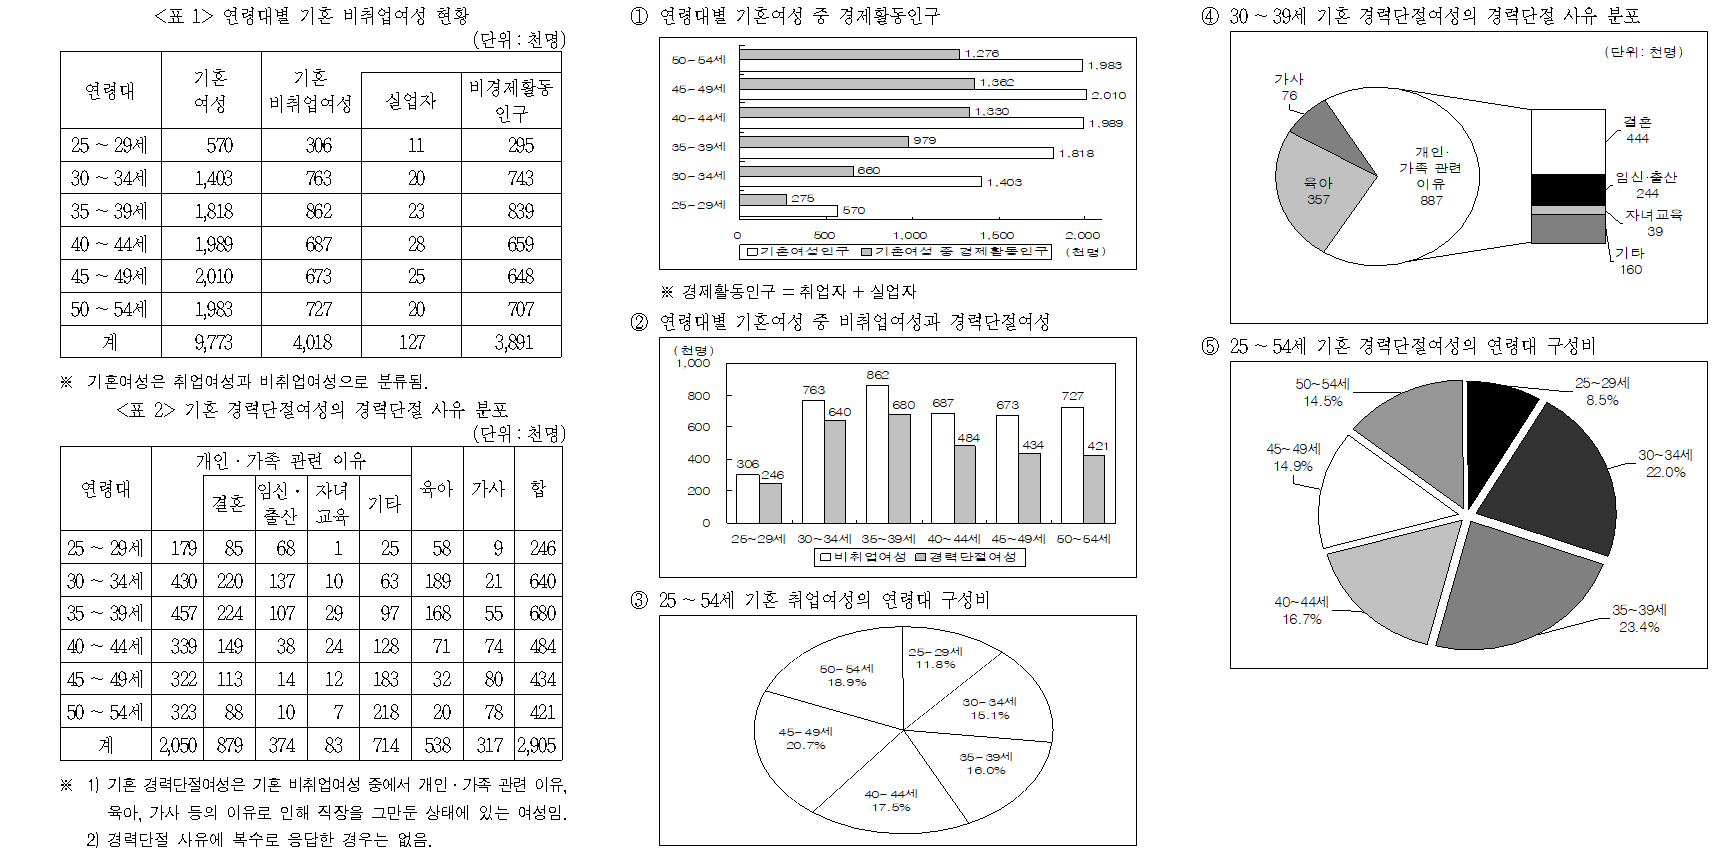 <표 1> 연령대별 기혼 비취업여성 현황
(단위 : 천명)
연령대 기혼 여성 기혼 비취업여성 실업자 비경제활동 인구
25 ~ 29세 570 306 11 295
30 ~ 34세 1,403 763 20 743
35 ~ 39세 1,818 862 23 839
40 ~ 44세 1,989 687 28 659
45 ~ 49세 2,010 673 25 648
50 ~ 54세 1,983 727 20 707
계 9,773 4,018 127 3,891
※ 기혼여성은 취업여성과 비취업여성으로 분류됨.
<표 2> 기혼 경력단절여성의 경력단절 사유 분포
(단위 : 천명)
연령대 개인 · 가족 관련 이유 결혼 임신 · 출산 자녀 교육 기타 육아 가사 합
25 ~ 29세 179 85 68 1 25 58 9 246
30 ~ 34세 430 220 137 10 63 189 21 640
35 ~ 39세 457 224 107 29 97 168 55 680
40 ~ 44세 339 149 38 24 128 71 74 484
45 ~ 49세 322 113 14 12 183 32 80 434
50 ~ 54세 323 88 10 7 218 20 78 421
계 2,050 879 374 83 714 538 317 2,905
※ 1) 기혼 경력단절여성은 기혼 비취업여성 중에서 개인 · 가족 관련 이유,
육아, 가사 등의 이유로 인해 직장을 그만둔 상태에 있는 여성임.
2) 경력단절 사유에 복수로 응답한 경우는 없음.
① 연령대별 기혼여성 중 경제활동인구
50~54세 1,276 1,983
45~49세 1,362 2,010
40~44세 1,330 1,989
35~39세 979 1,818
30~34세 660 1,403
25~29세 275 570
0 500 1,000 1,500 2,000
기혼여성인구 기혼여성 중 경제활동인구 (천명)
※ 경제활동인구 = 취업자 + 실업자
② 연령대별 기혼여성 중 비취업여성과 경력단절여성
(천명)
1,000
800
600
400
200
0
306 246
763 640
862 680
687 484
673 434
727 421
25~29세 30~34세 35~39세 40~44세 45~49세 50~54세
비취업여성 경력단절여성
③ 25 ~ 54세 기혼 취업여성의 연령대 구성비
25~29세
11.8%
30~34세
15.1%
35~39세
16.0%
40~44세
17.5%
45~49세
20.7%
50~54세
18.9%
④ 30 ~ 39세 기혼 경력단절여성의 경력단절 사유 분포
(단위: 천명)
가사
76
육아
357
개인·
가족 관련
이유
887
결혼
444
임신·출산
244
자녀교육
39
기타
160
⑤ 25 ~ 54세 기혼 경력단절여성의 연령대 구성비
25~29세
8.5%
30~34세
22.0%
35~39세
23.4%
40~44세
16.7%
45~49세
14.9%
50~54세
14.5%